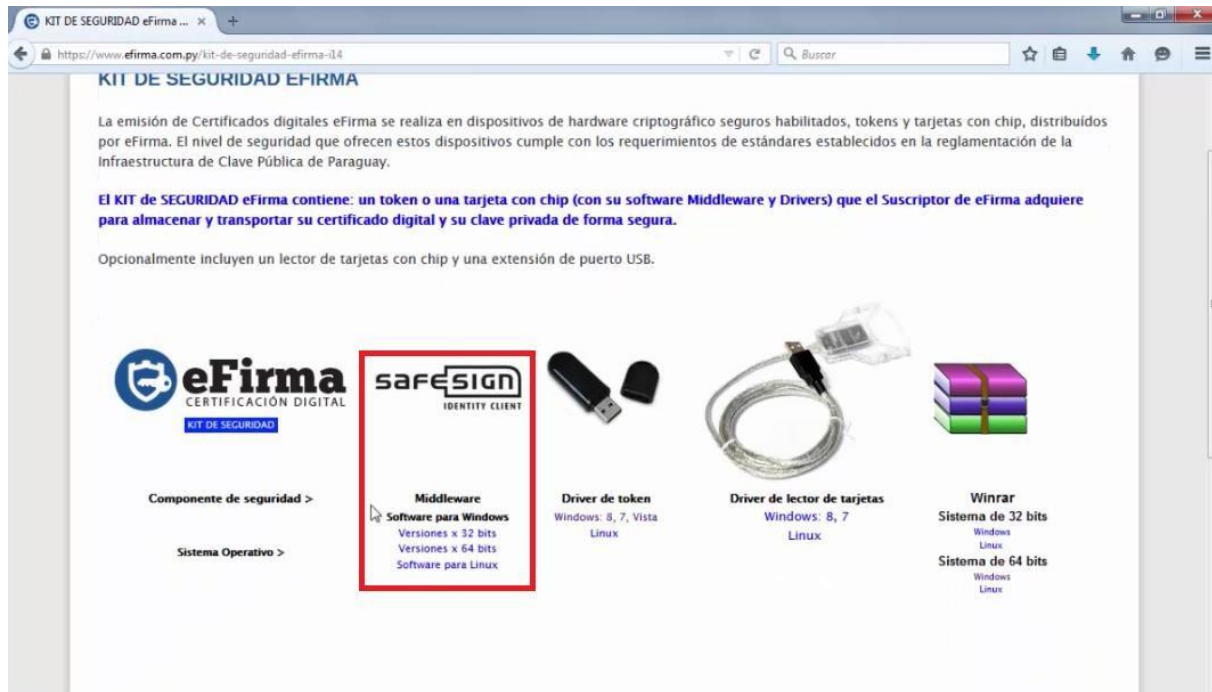 KIT DE SEGURIDAD eFirma ...
https://www.efirma.com.py/kit-de-seguridad-efirma-i14
Buscar
KIT DE SEGURIDAD EFIRMA
La emisión de Certificados digitales eFirma se realiza en dispositivos de hardware criptográfico seguros habilitados, tokens y tarjetas con chip, distribuídos
por eFirma. El nivel de seguridad que ofrecen estos dispositivos cumple con los requerimientos de estándares establecidos en la reglamentación de la
Infraestructura de Clave Pública de Paraguay.
El KIT de SEGURIDAD eFirma contiene: un token o una tarjeta con chip (con su software Middleware y Drivers) que el Suscriptor de eFirma adquiere
para almacenar y transportar su certificado digital y su clave privada de forma segura.
Opcionalmente incluyen un lector de tarjetas con chip y una extensión de puerto USB.
eFirma
CERTIFICACIÓN DIGITAL
KIT DE SEGURIDAD
safesign
IDENTITY CLIENT
Componente de seguridad >
Sistema Operativo >
Middleware
Software para Windows
Versiones x 32 bits
Versiones x 64 bits
Software para Linux
Driver de token
Windows: 8, 7, Vista
Linux
Driver de lector de tarjetas
Windows: 8, 7
Linux
Winrar
Sistema de 32 bits
Windows
Linux
Sistema de 64 bits
Windows
Linux